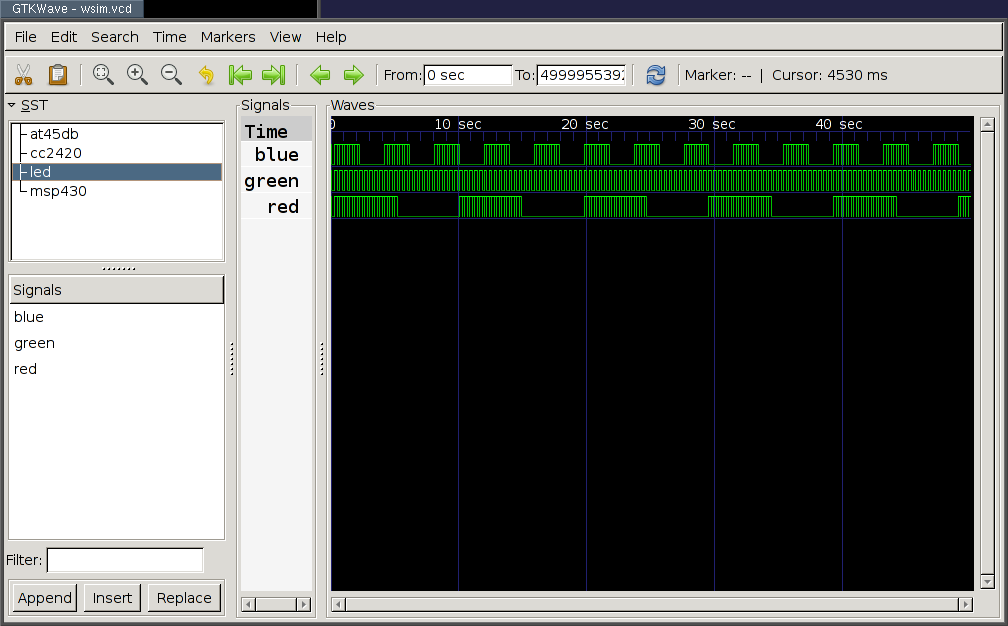 GTKWave - wsim.vcd
File Edit Search Time Markers View Help
From: 0 sec To: 4999955392 Marker: -- | Cursor: 4530 ms
SST
at45db
cc2420
led
msp430
Signals
blue
green
red
Filter:
Append Insert Replace
Signals
Time
blue
green
red
Waves
0 10 sec 20 sec 30 sec 40 sec